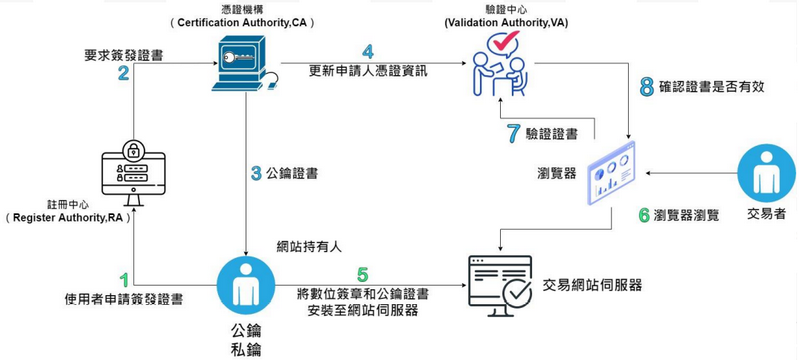 憑證機構
（Certification Authority,CA）
驗證中心
(Validation Authority,VA)
要求簽發證書
2
4
更新申請人憑證資訊
8 確認證書是否有效
7 驗證證書
3 公鑰證書
瀏覽器
註冊中心
（Register Authority,RA）
6 瀏覽器瀏覽
交易者
網站持有人
1
使用者申請簽發證書
5
將數位簽章和公鑰證書
安裝至網站伺服器
交易網站伺服器
公鑰
私鑰